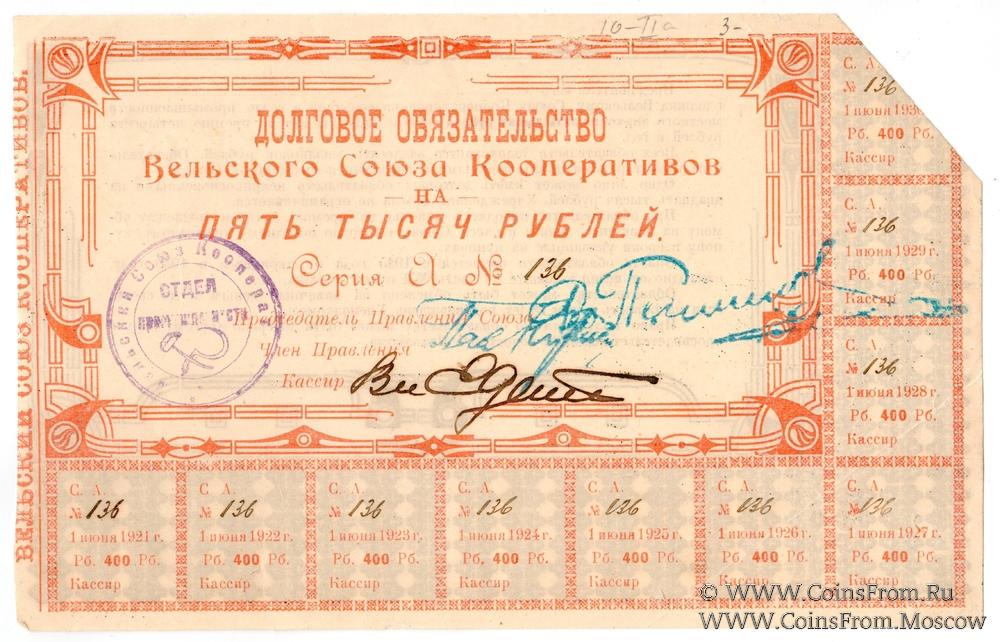 10-IIa 3-
ВЕЛЬСКИЙ СОЮЗ КООПЕРАТИВОВ.
ДОЛГОВОЕ ОБЯЗАТЕЛЬСТВО
Вельского Союза Кооперативов
НА
ПЯТЬ ТЫСЯЧ РУБЛЕЙ.
Серия А № 136
Председатель Правления Союза
Член Правления
Кассир
Союз Коопера
ОТДЕЛ
С. А.
№ 136
1 июня 1930
Рб. 400 Рб.
Кассир
С. А.
№ 136
1 июня 1929 г
Рб. 400 Рб.
Кассир
С. А.
№ 136
1 июня 1928 г
Рб. 400 Рб.
Кассир
С. А.
№ 136
1 июня 1921 г.
Рб. 400 Рб.
Кассир
С. А.
№ 136
1 июня 1922 г.
Рб. 400 Рб.
Кассир
С. А.
№ 136
1 июня 1923 г.
Рб. 400 Рб.
Кассир
С. А.
№ 136
1 июня 1924 г.
Рб. 400 Рб.
Кассир
С. А.
№ 136
1 июня 1925 г.
Рб. 400 Рб.
Кассир
С. А.
№ 136
1 июня 1926 г.
Рб. 400 Рб.
Кассир
С. А.
№ 136
1 июня 1927 г.
Рб. 400 Рб.
Кассир
© WWW.CoinsFrom.Ru
WWW.CoinsFrom.Moscow